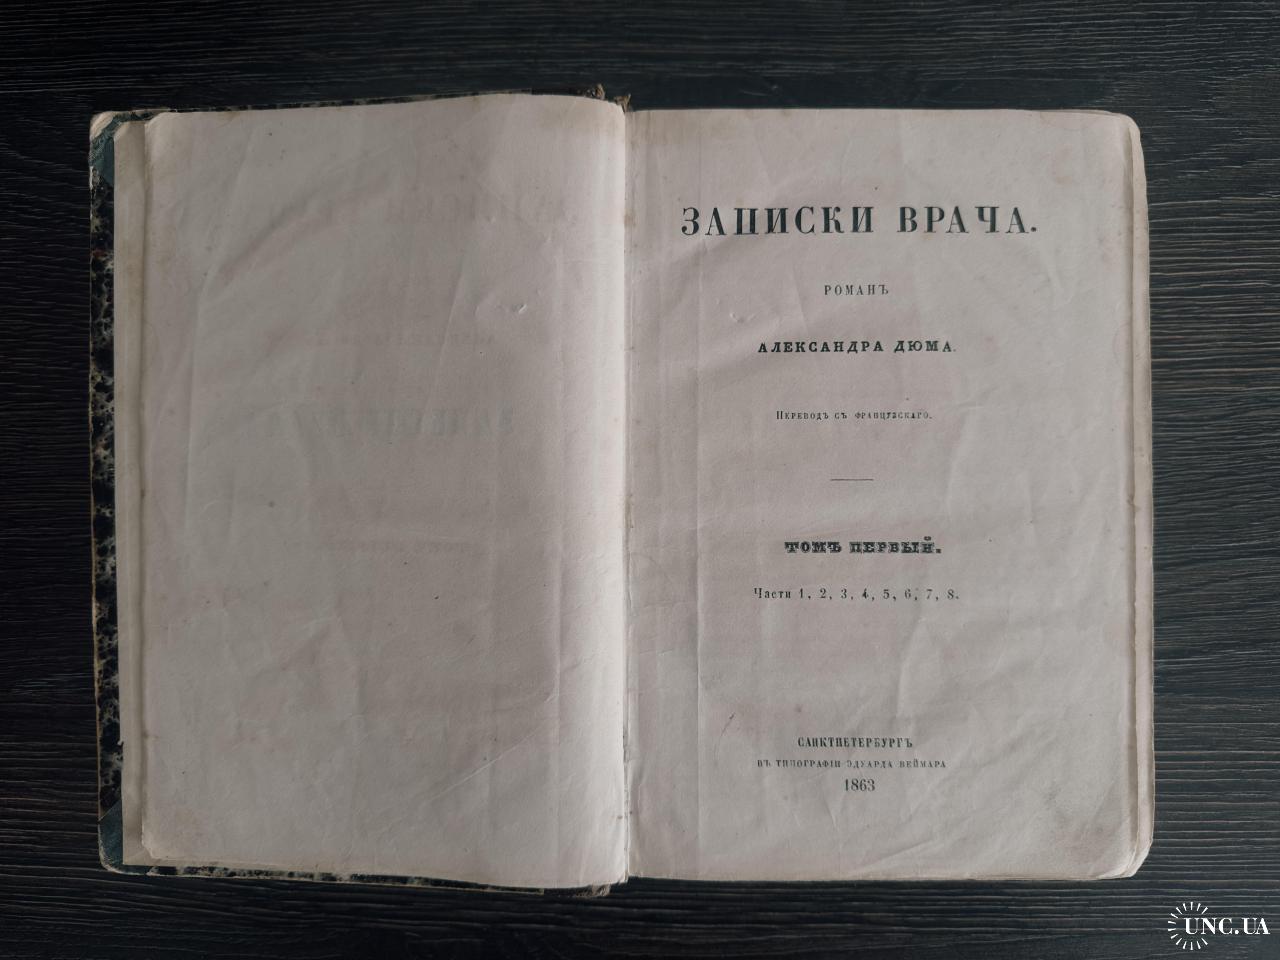 ЗАПИСКИ ВРАЧА.
РОМАНЪ
АЛЕКСАНДРА ДЮМА.
Переводъ съ французскаго.
ТОМЪ ПЕРВЫЙ.
Части 1, 2, 3, 4, 5, 6, 7, 8.
САНКТПЕТЕРБУРГЪ
ВЪ ТИПОГРАФІИ ЭДУАРДА ВЕЙМАРА
1863
UNC.UA